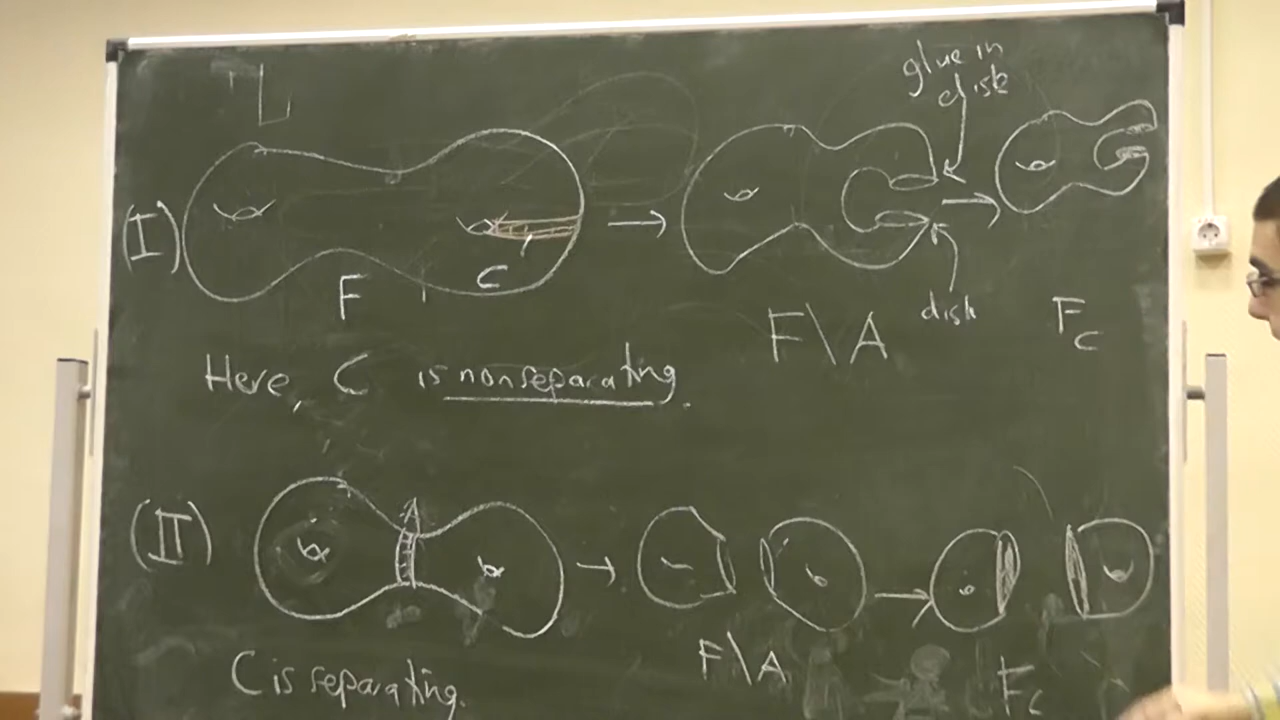 glue in
disk
(I)
F
C
F\A
disk
F_C
Here, C is nonseparating.
(II)
A
F\A
F_C
C is separating.